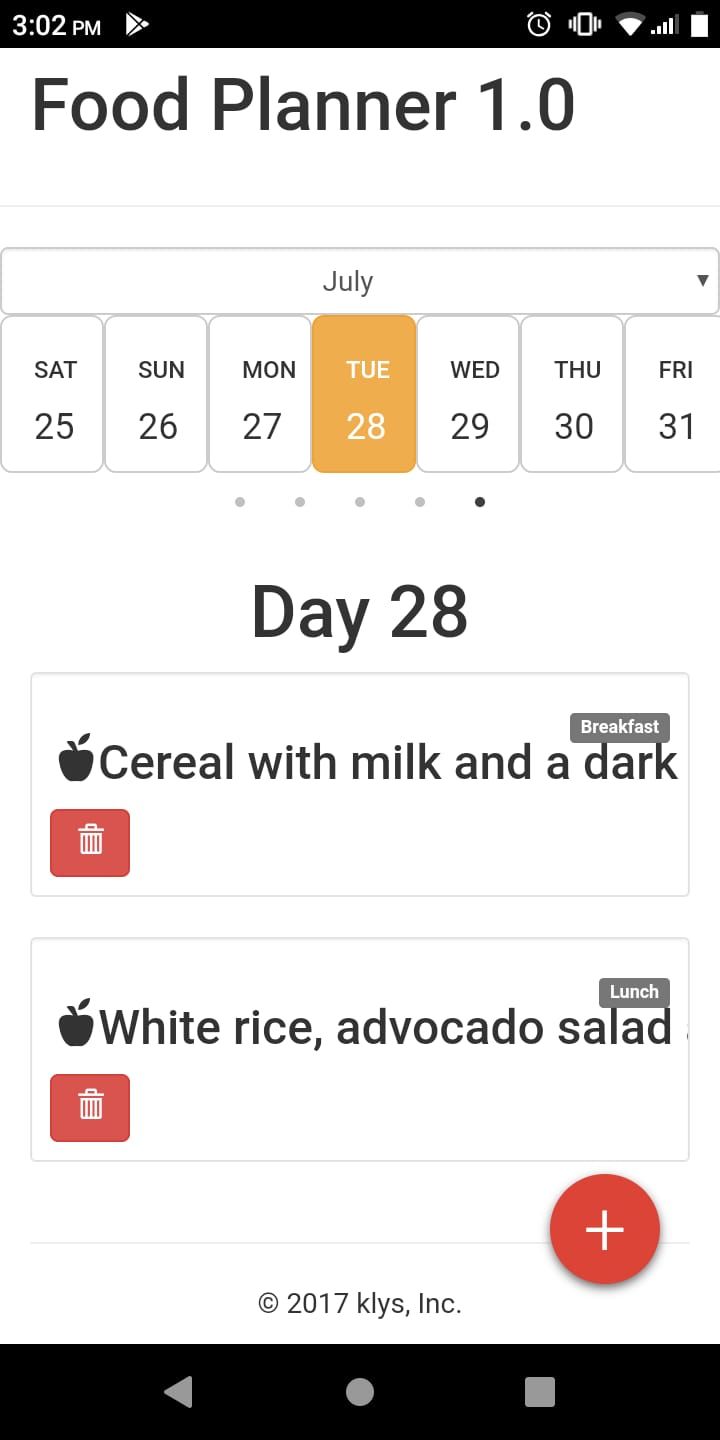 3:02 PM
Food Planner 1.0
July
SAT SUN MON TUE WED THU FRI
25 26 27 28 29 30 31
Day 28
Breakfast
Cereal with milk and a dark
Lunch
White rice, advocado salad
© 2017 klys, Inc.